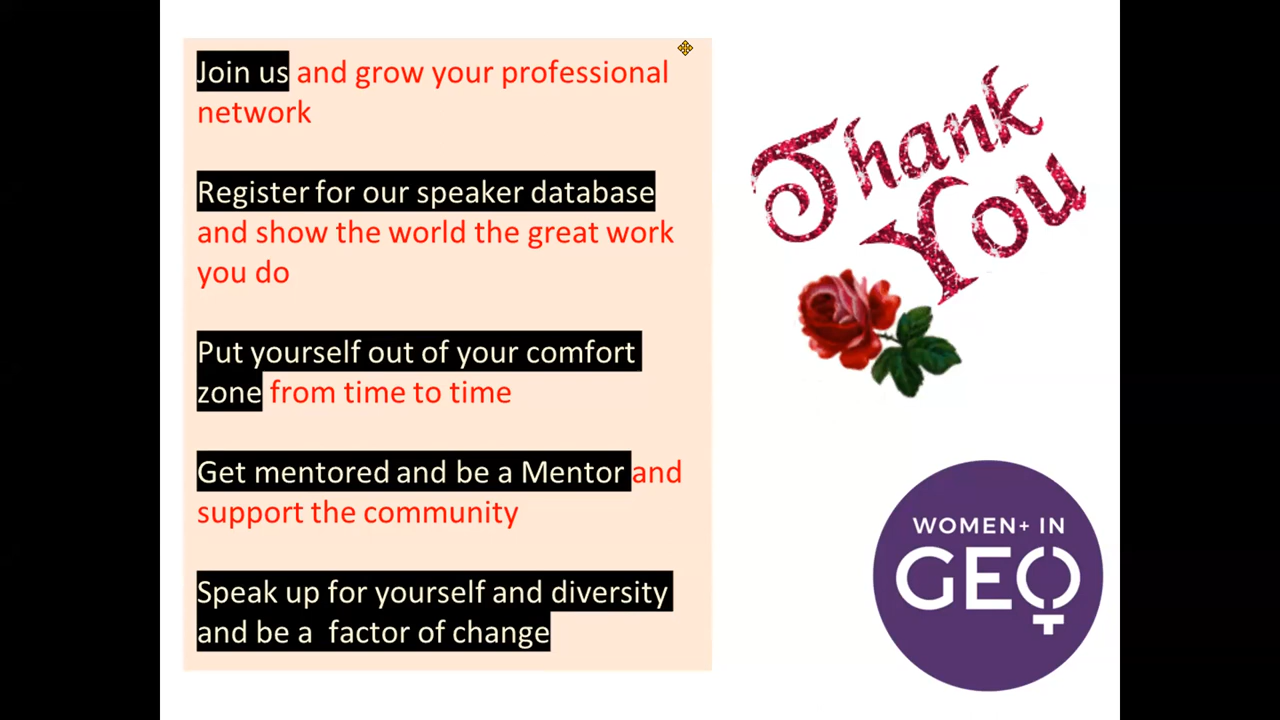 Join us and grow your professional
network
Register for our speaker database
and show the world the great work
you do
Put yourself out of your comfort
zone from time to time
Get mentored and be a Mentor and
support the community
Speak up for yourself and diversity
and be a  factor of change
Thank
You
WOMEN+ IN
GEO